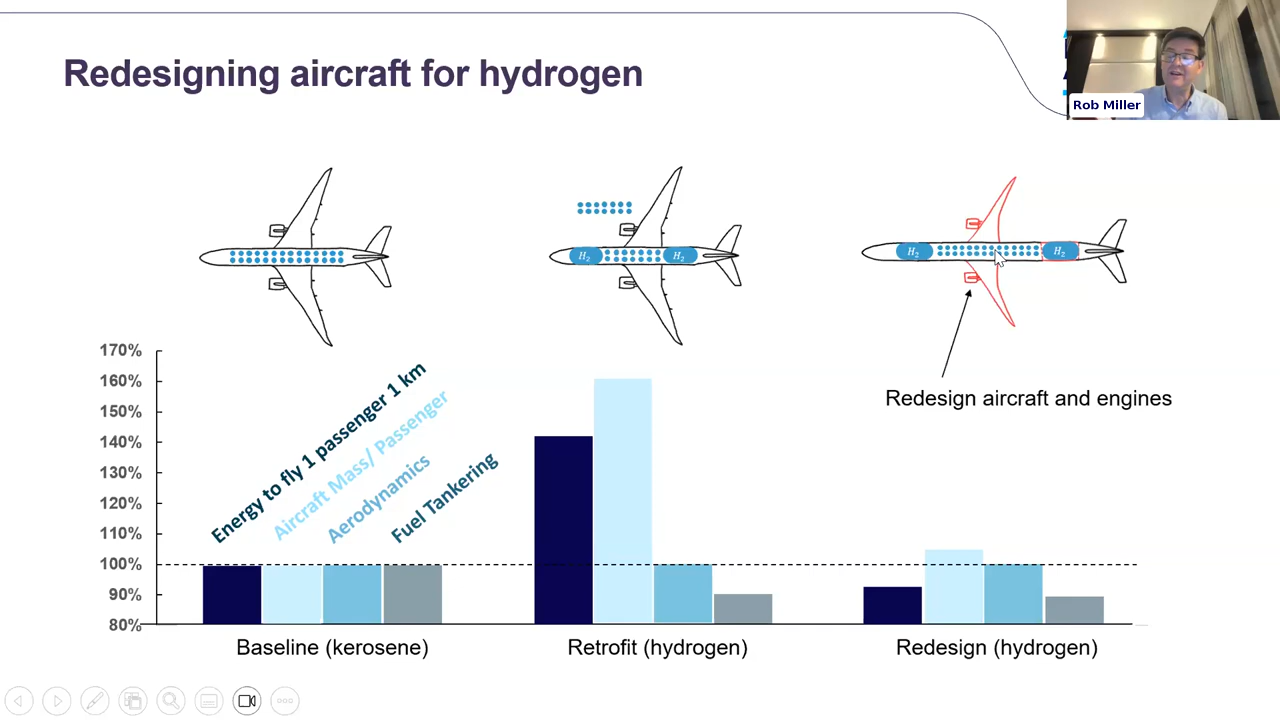 Redesigning aircraft for hydrogen
Rob Miller
H₂
H₂
H₂
H₂
Redesign aircraft and engines
170%
160%
150%
140%
130%
120%
110%
100%
90%
80%
Energy to fly 1 passenger 1 km
Aircraft Mass/ Passenger
Aerodynamics
Fuel Tankering
Baseline (kerosene)
Retrofit (hydrogen)
Redesign (hydrogen)